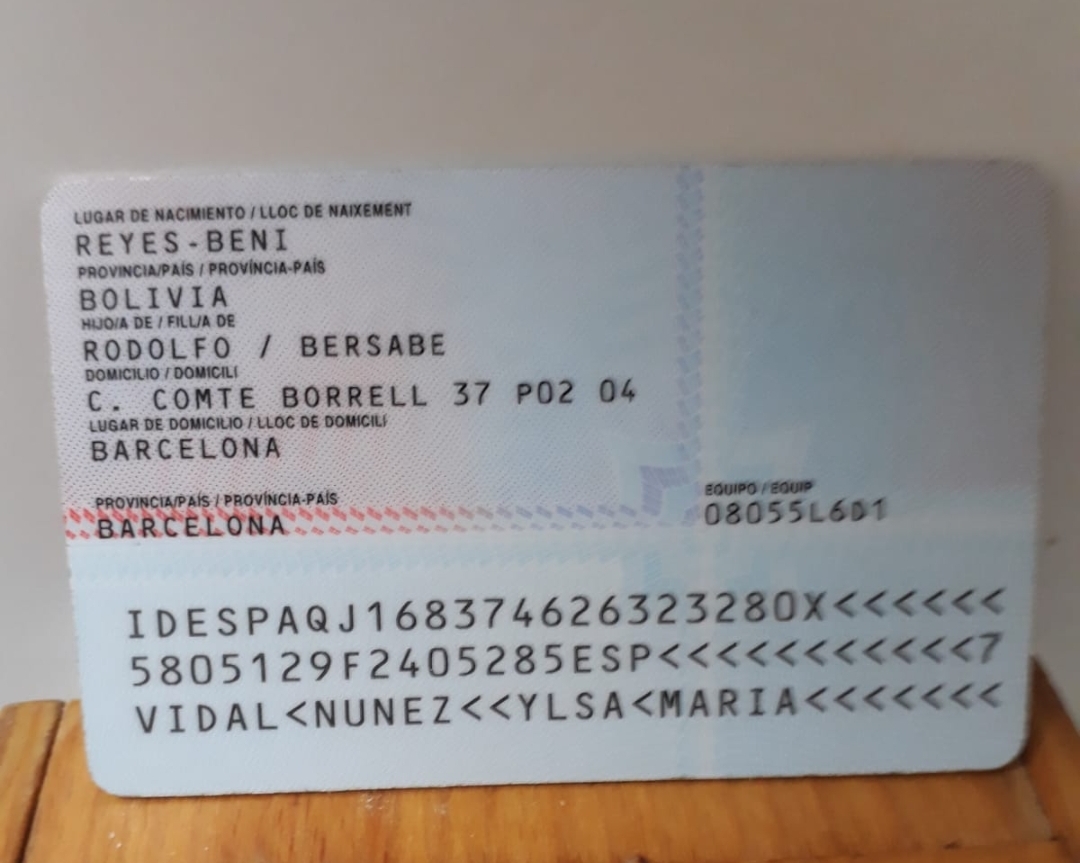 LUGAR DE NACIMIENTO / LLOC DE NAIXEMENT
REYES-BENI
PROVINCIA/PAÍS / PROVÍNCIA-PAÍS
BOLIVIA
HIJO/A DE / FILL/A DE
RODOLFO / BERSABE
DOMICILIO / DOMICILI
C. COMTE BORRELL 37 P02 04
LUGAR DE DOMICILIO / LLOC DE DOMICILI
BARCELONA
PROVINCIA/PAÍS / PROVÍNCIA-PAÍS
BARCELONA
EQUIPO / EQUIP
08055L6D1
IDESPAQJ168374626323280X<<<<<<
5805129F2405285ESP<<<<<<<<<<<7
VIDAL<NUNEZ<<YLSA<MARIA<<<<<<<